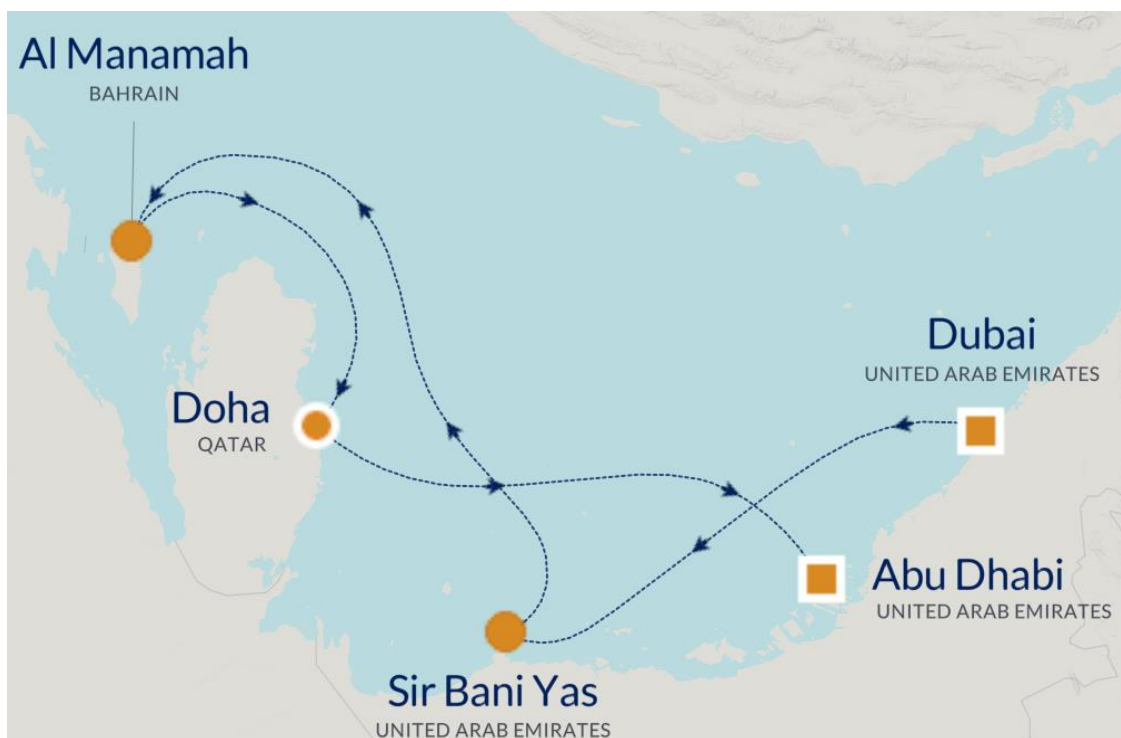 Al Manamah
BAHRAIN
Dubai
UNITED ARAB EMIRATES
Doha
QATAR
Abu Dhabi
UNITED ARAB EMIRATES
Sir Bani Yas
UNITED ARAB EMIRATES